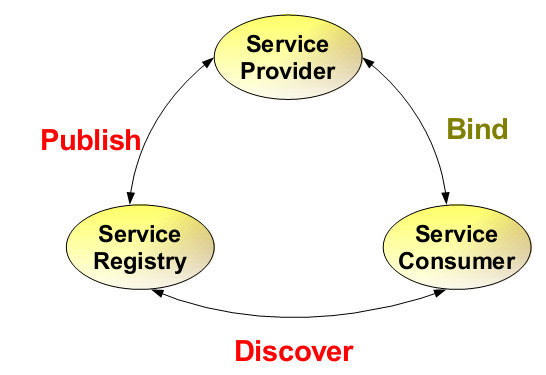 Service
Provider
Publish
Bind
Service
Registry
Service
Consumer
Discover